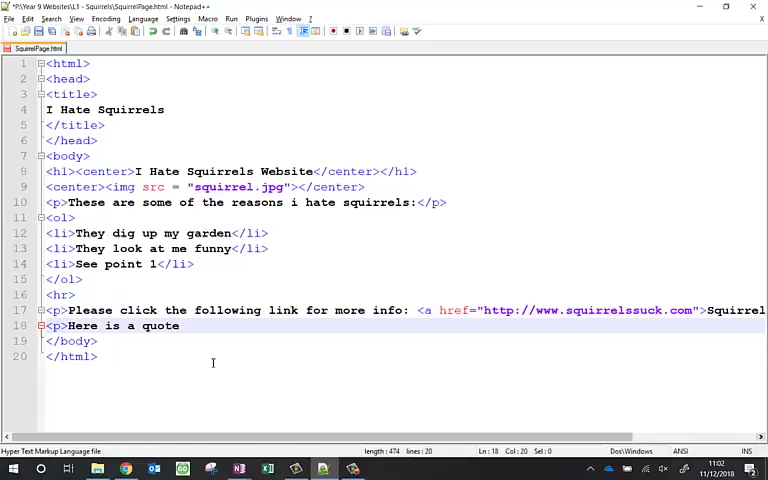 *P:\Year 9 Websites\L1 - Squirrels\SquirrelPage.html - Notepad++
File Edit Search View Encoding Language Settings Macro Run Plugins Window ?
X
SquirrelPage.html
1 <html>
2 <head>
3 <title>
4 I Hate Squirrels
5 </title>
6 </head>
7 <body>
8 <h1><center>I Hate Squirrels Website</center></h1>
9 <center><img src = "squirrel.jpg"></center>
10 <p>These are some of the reasons i hate squirrels:</p>
11 <ol>
12 <li>They dig up my garden</li>
13 <li>They look at me funny</li>
14 <li>See point 1</li>
15 </ol>
16 <hr>
17 <p>Please click the following link for more info: <a href="http://www.squirrelssuck.com">Squirrel
18 <p>Here is a quote
19 </body>
20 </html>
Hyper Text Markup Language file length : 474 lines : 20 Ln : 18 Col : 20 Sel : 0 Dos\Windows ANSI INS
11:02
11/12/2018